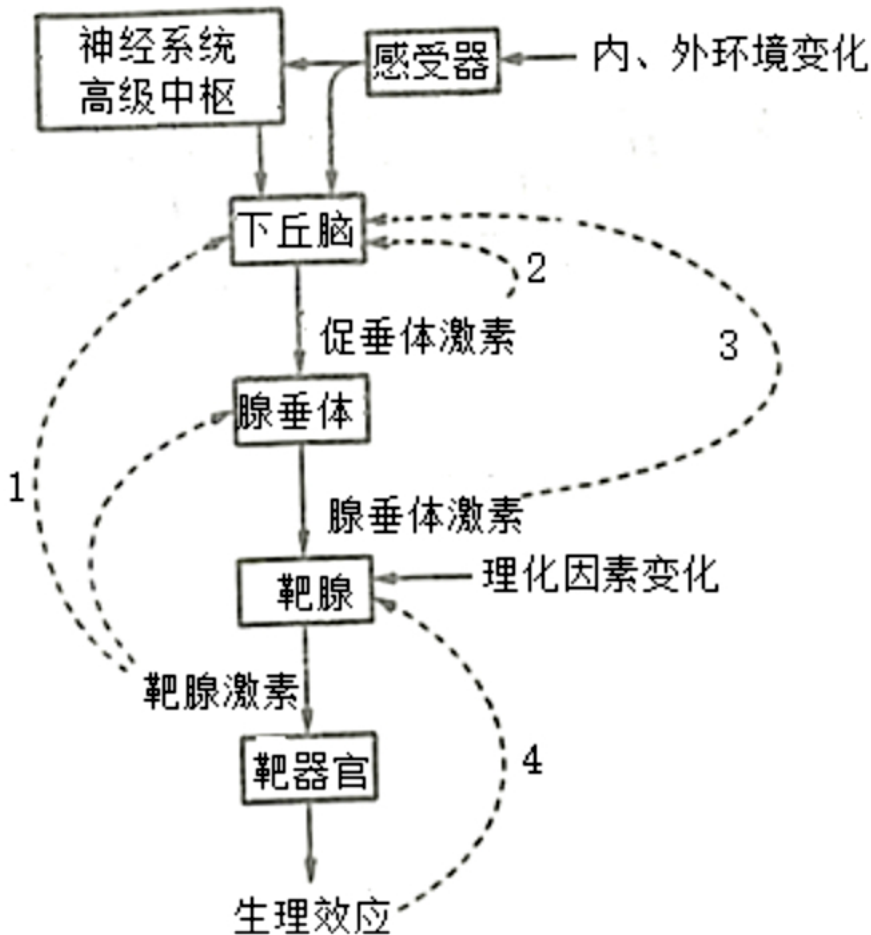 神经系统
高级中枢
感受器
内、外环境变化
下丘脑
2
促垂体激素
3
腺垂体
1
腺垂体激素
靶腺
理化因素变化
靶腺激素
靶器官
4
生理效应